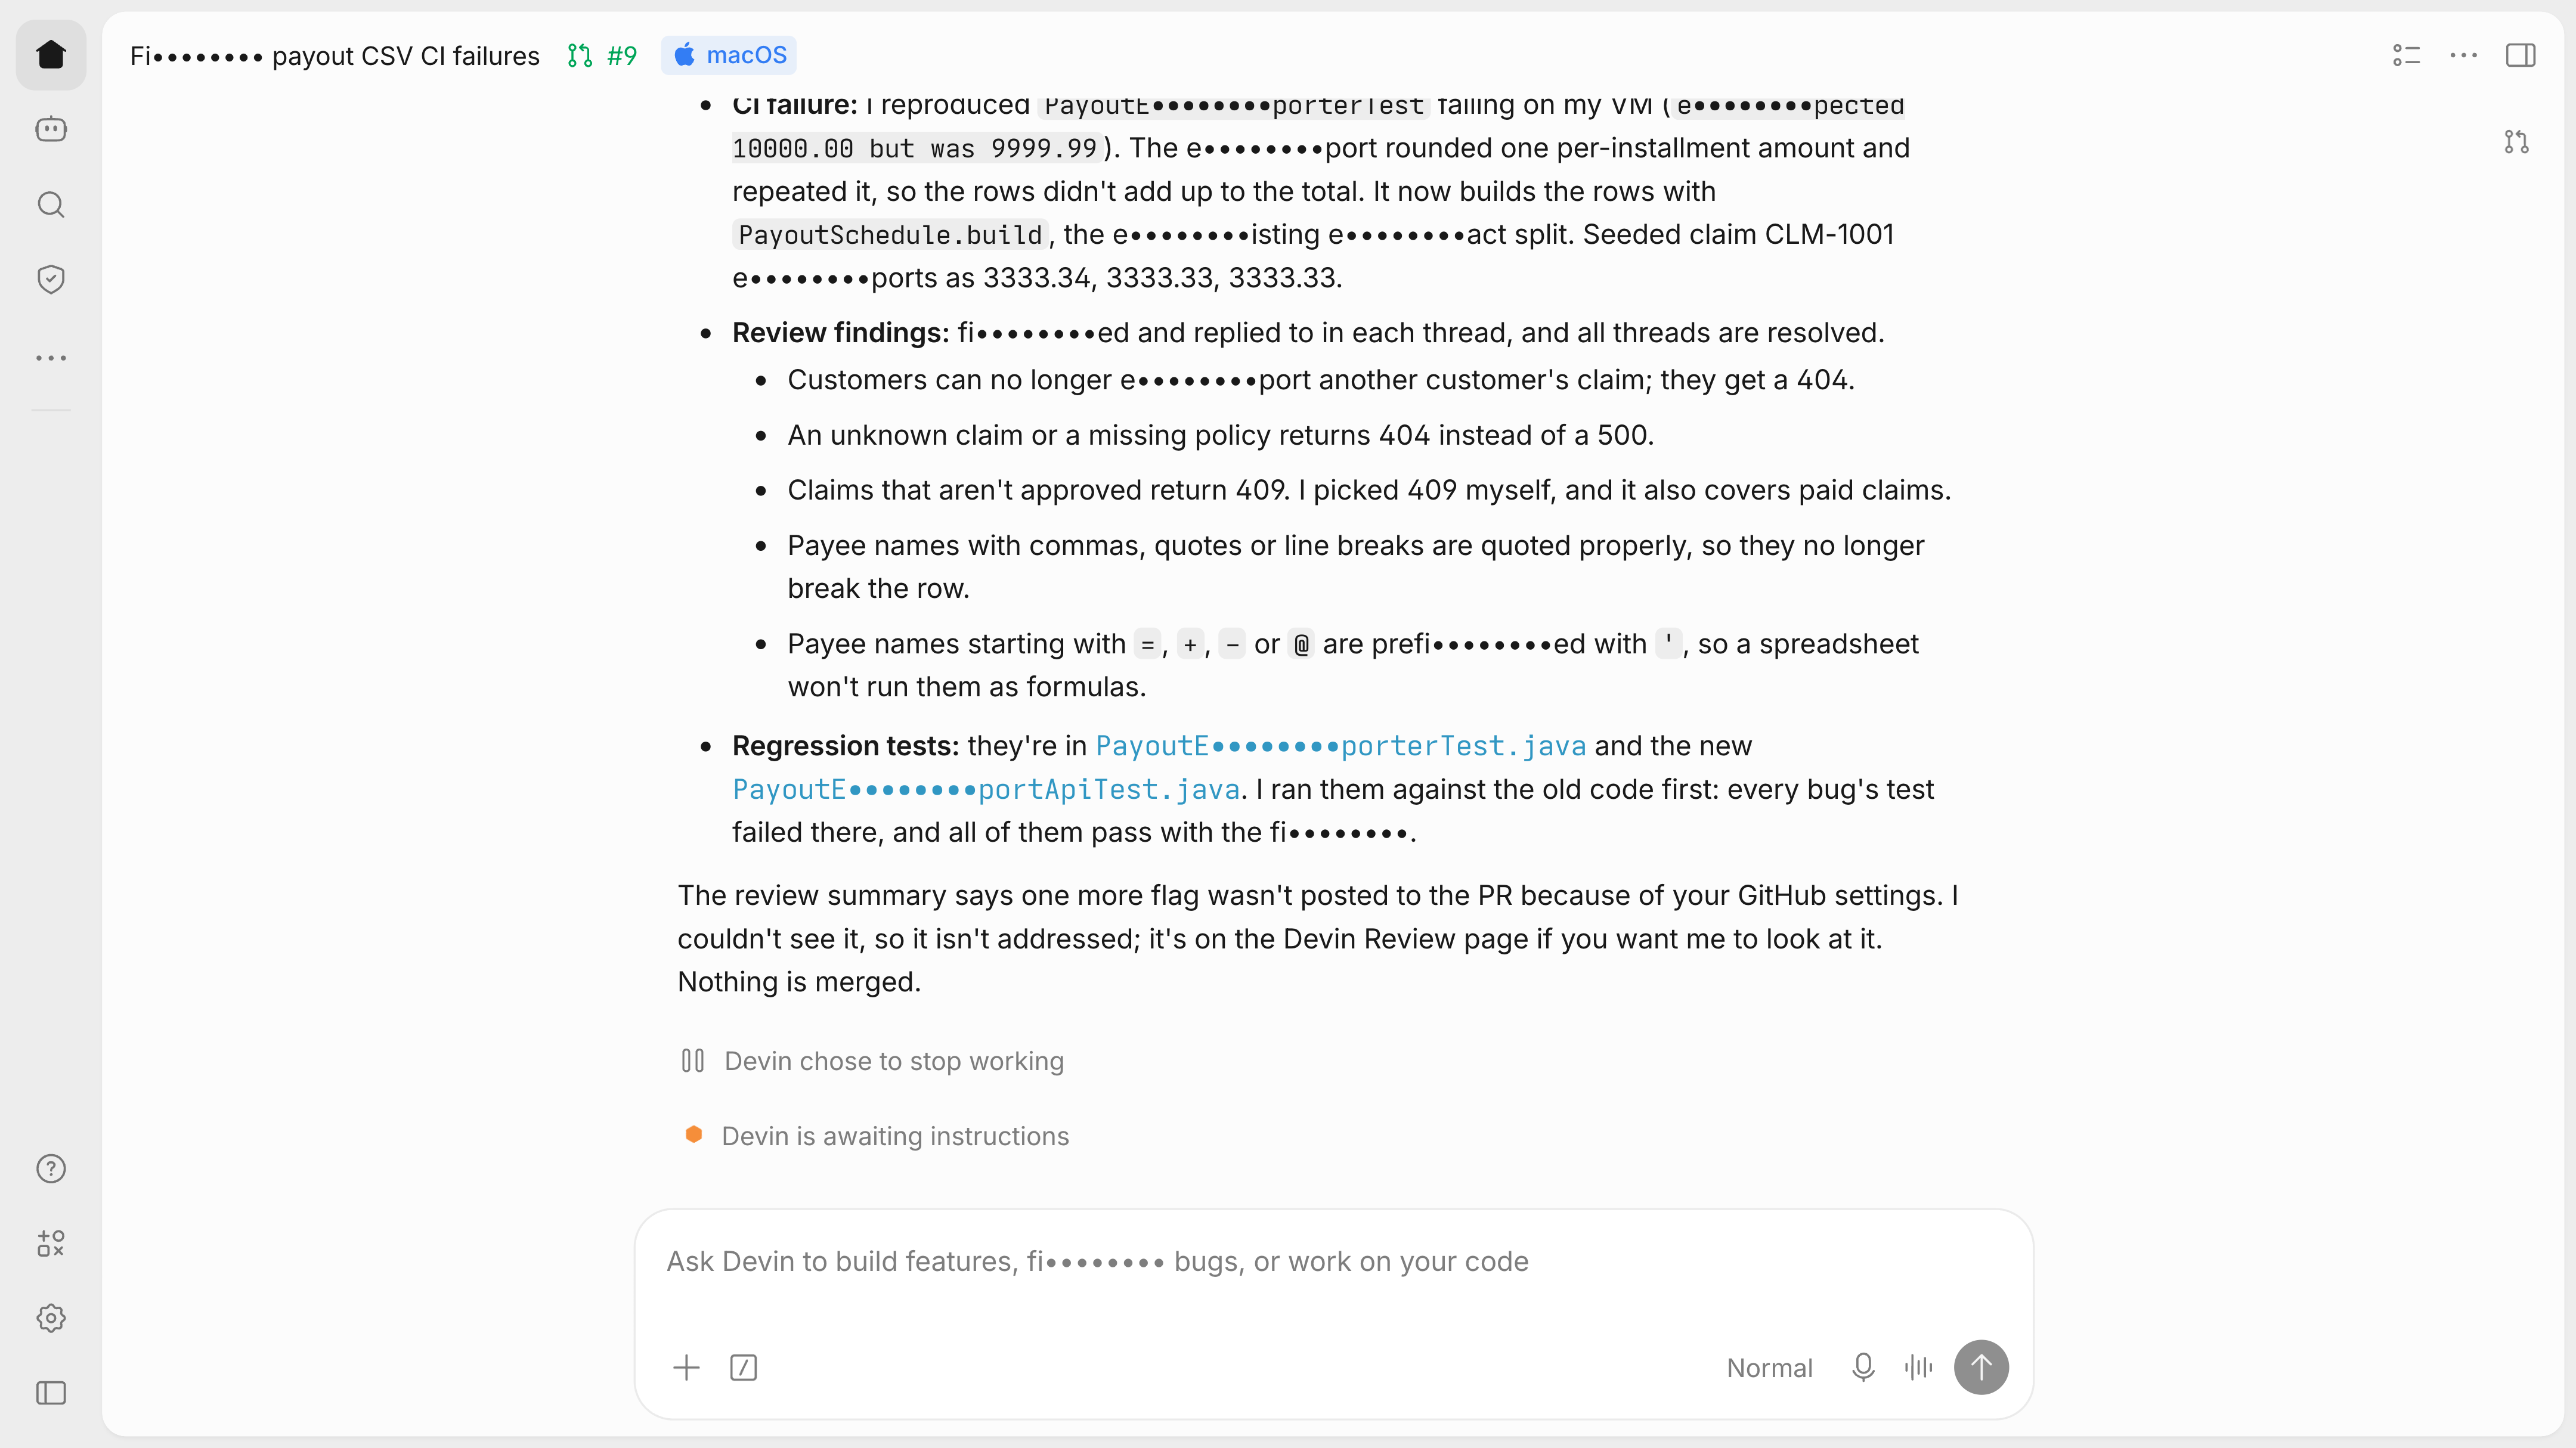 Fi•••••••• payout CSV CI failures #9 macOS
CI failure: I reproduced PayoutE••••••••porterTest failing on my VM (e••••••••pected
10000.00 but was 9999.99). The e••••••••port rounded one per-installment amount and
repeated it, so the rows didn't add up to the total. It now builds the rows with
PayoutSchedule.build, the e••••••••isting e••••••••act split. Seeded claim CLM-1001
e••••••••ports as 3333.34, 3333.33, 3333.33.
Review findings: fi••••••••ed and replied to in each thread, and all threads are resolved.
Customers can no longer e••••••••port another customer's claim; they get a 404.
An unknown claim or a missing policy returns 404 instead of a 500.
Claims that aren't approved return 409. I picked 409 myself, and it also covers paid claims.
Payee names with commas, quotes or line breaks are quoted properly, so they no longer
break the row.
Payee names starting with =, +, - or @ are prefi••••••••ed with ', so a spreadsheet
won't run them as formulas.
Regression tests: they're in PayoutE••••••••porterTest.java and the new
PayoutE••••••••portApiTest.java. I ran them against the old code first: every bug's test
failed there, and all of them pass with the fi••••••••.
The review summary says one more flag wasn't posted to the PR because of your GitHub settings. I
couldn't see it, so it isn't addressed; it's on the Devin Review page if you want me to look at it.
Nothing is merged.
Devin chose to stop working
Devin is awaiting instructions
Ask Devin to build features, fi•••••••• bugs, or work on your code
Normal